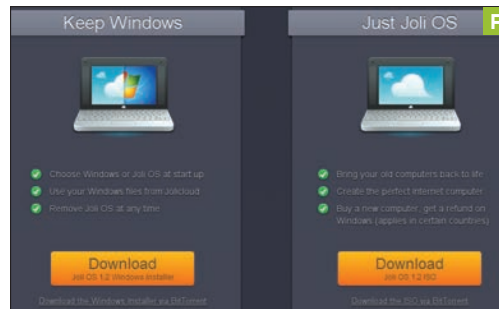 Keep Windows
Choose Windows or Joli OS at start up
Use your Windows files from Jolicloud
Remove Joli OS at any time
Download
Joli OS 1.2 Windows Installer
Download the Windows Installer via BitTorrent
Just Joli OS
Bring your old computers back to life
Create the perfect internet computer
Buy a new computer, get a refund on
Windows (applies in certain countries)
Download
Joli OS 1.2 ISO
Download the ISO via BitTorrent